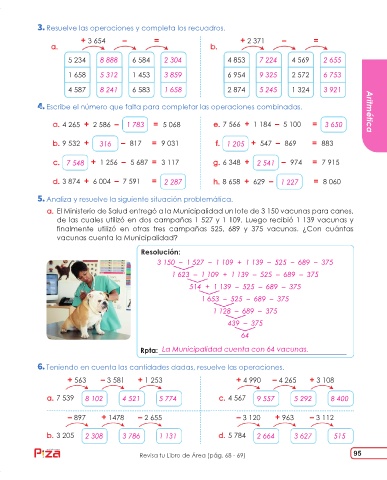 3. Resuelve las operaciones y completa los recuadros.
a. + 3 654 − =
5 234 8 888 6 584 2 304
1 658 5 312 1 453 3 859
4 587 8 241 6 583 1 658
b. + 2 371 − =
4 853 7 224 4 569 2 655
6 954 9 325 2 572 6 753
2 874 5 245 1 324 3 921
Aritmética
4. Escribe el número que falta para completar las operaciones combinadas.
a. 4 265 + 2 586 − 1 783 = 5 068
e. 7 566 + 1 184 − 5 100 = 3 650
b. 9 532 + 316 − 817 = 9 031
f. 1 205 + 547 − 869 = 883
c. 7 548 + 1 256 − 5 687 = 3 117
g. 6 348 + 2 541 − 974 = 7 915
d. 3 874 + 6 004 − 7 591 = 2 287
h. 8 658 + 629 − 1 227 = 8 060
5. Analiza y resuelve la siguiente situación problemática.
a. El Ministerio de Salud entregó a la Municipalidad un lote de 3 150 vacunas para canes,
de las cuales utilizó en dos campañas 1 527 y 1 109. Luego recibió 1 139 vacunas y
finalmente utilizó en otras tres campañas 525, 689 y 375 vacunas. ¿Con cuántas
vacunas cuenta la Municipalidad?
Resolución:
3 150 − 1 527 − 1 109 + 1 139 − 525 − 689 − 375
1 623 − 1 109 + 1 139 − 525 − 689 − 375
514 + 1 139 − 525 − 689 − 375
1 653 − 525 − 689 − 375
1 128 − 689 − 375
439 − 375
64
Rpta: La Municipalidad cuenta con 64 vacunas.
6. Teniendo en cuenta las cantidades dadas, resuelve las operaciones.
+ 563 − 3 581 + 1 253
a. 7 539 8 102 4 521 5 774
+ 4 990 − 4 265 + 3 108
c. 4 567 9 557 5 292 8 400
− 897 + 1478 − 2 655
b. 3 205 2 308 3 786 1 131
− 3 120 + 963 − 3 112
d. 5 784 2 664 3 627 515
Revisa tu Libro de Área (pág. 68 - 69)
95